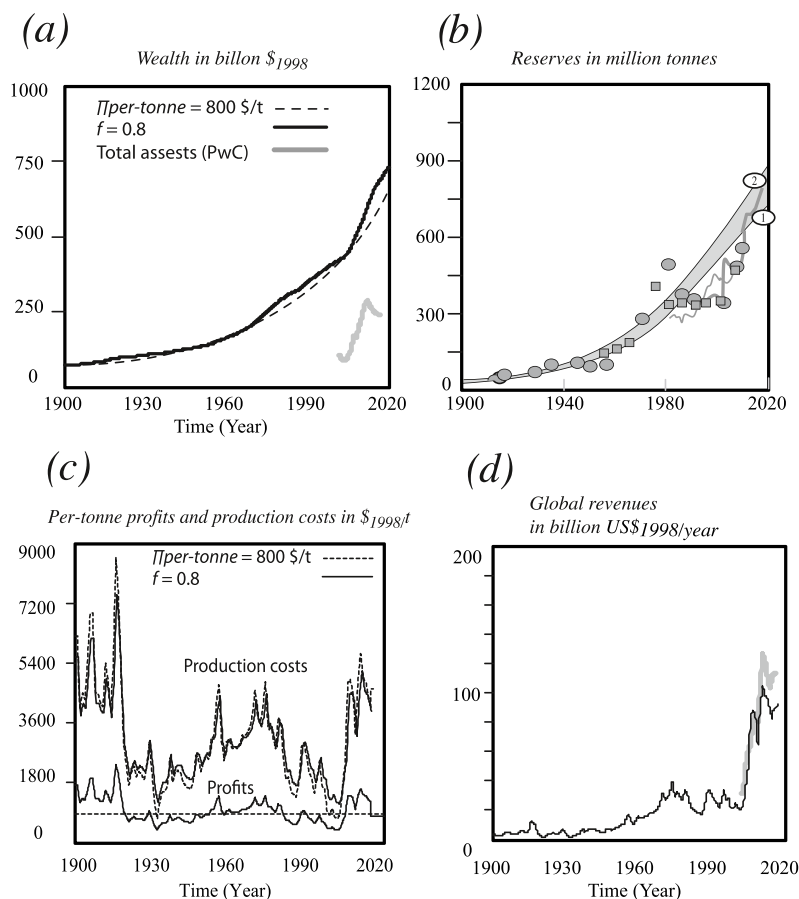 (a)
Wealth in billon $1998
1000
750
500
250
0
∏per-tonne = 800 $/t
f = 0.8
Total assests (PwC)
1900 1930 1960 1990 2020
Time (Year)
(b)
Reserves in million tonnes
1200
900
600
300
0
2
1
1900 1940 1980 2020
(c)
Per-tonne profits and production costs in $1998/t
9000
7200
5400
3600
1800
0
∏per-tonne = 800 $/t
f = 0.8
Production costs
Profits
1900 1930 1960 1990 2020
Time (Year)
(d)
Global revenues
in billion US$1998/year
200
100
0
1900 1930 1960 1990 2020
Time (Year)